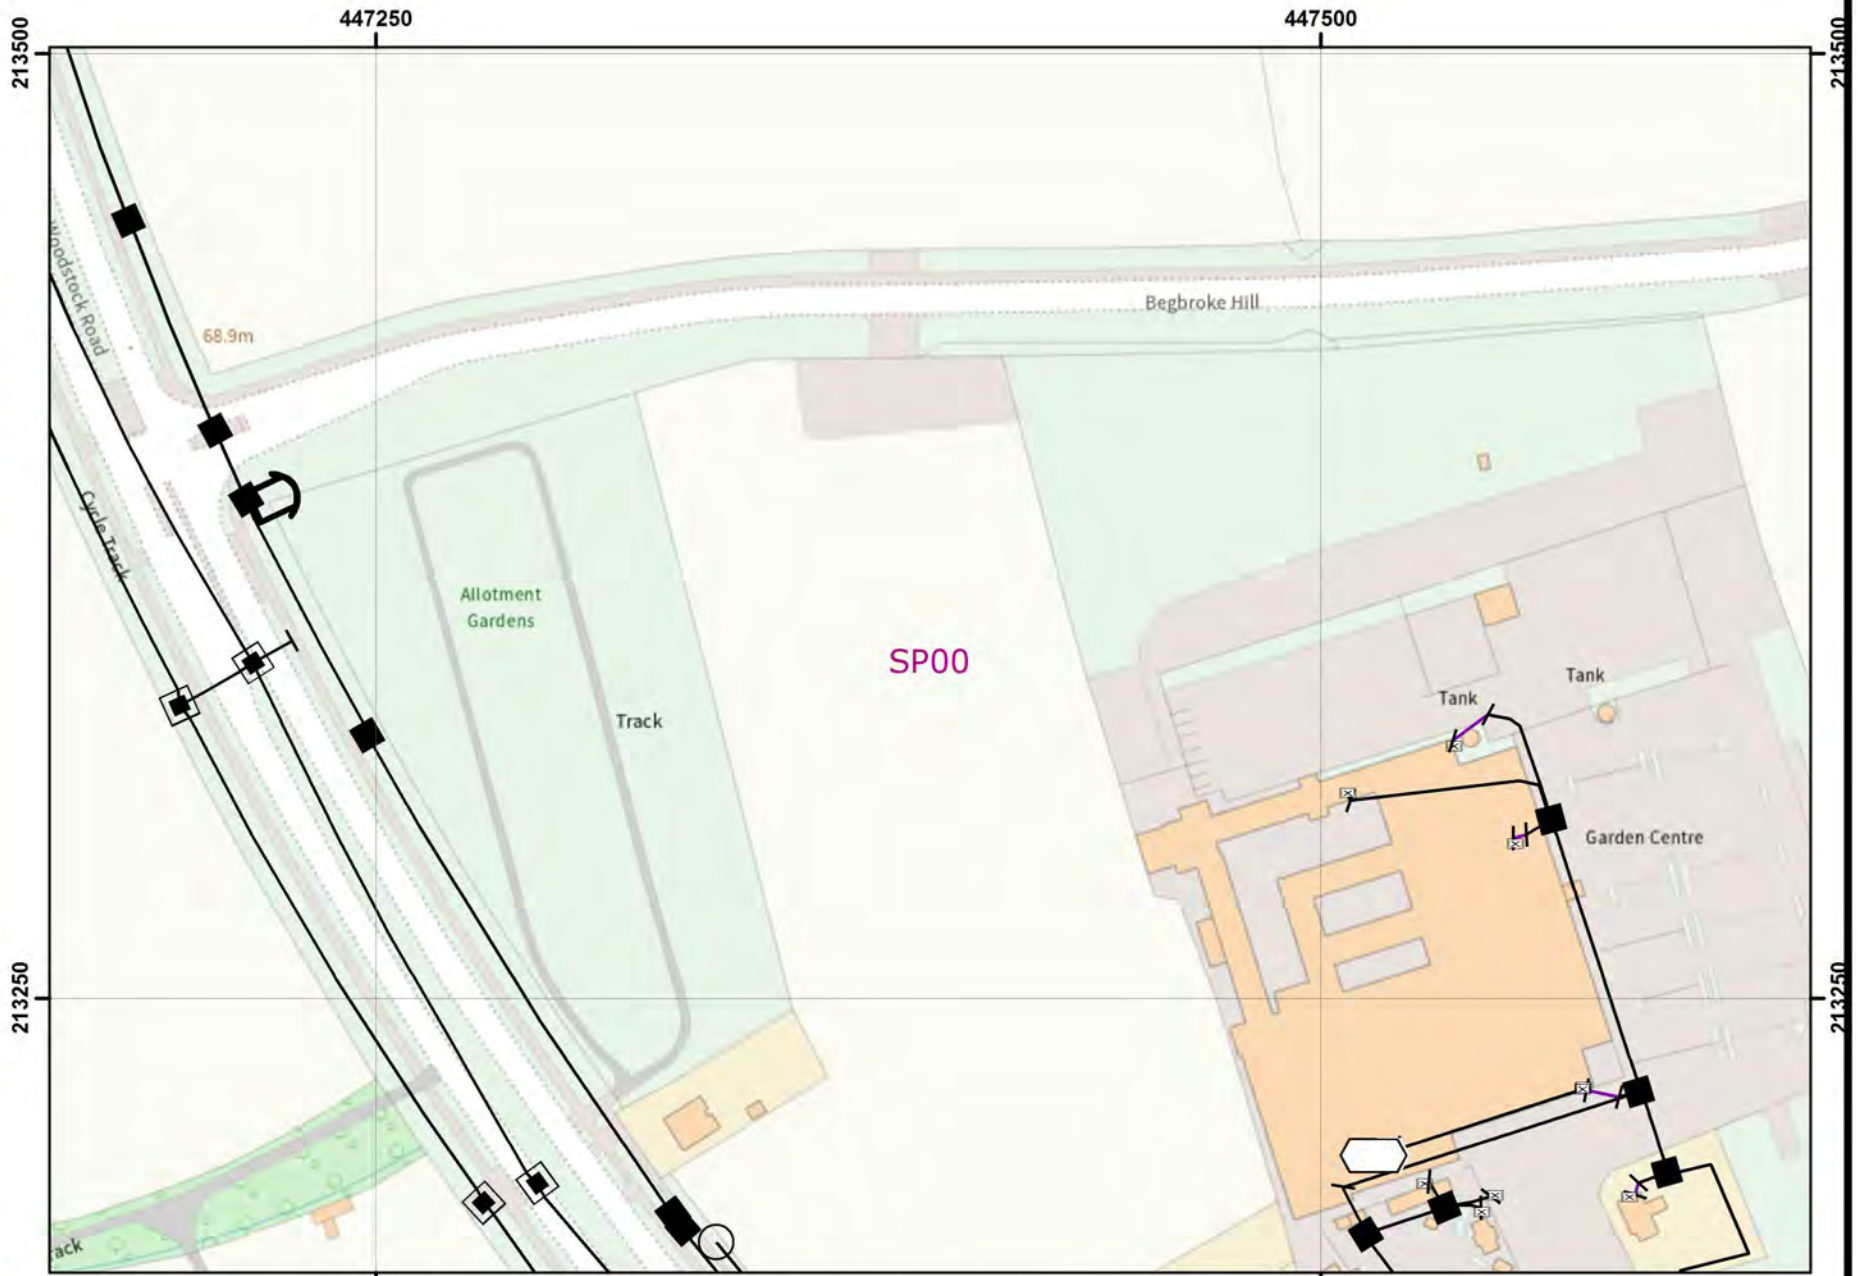 447250
447500
213500
213500
Woodstock Road
68.9m
Begbroke Hill
Cycle Track
Allotment
Gardens
SP00
Track
Tank
Tank
Garden Centre
213250
213250
rack